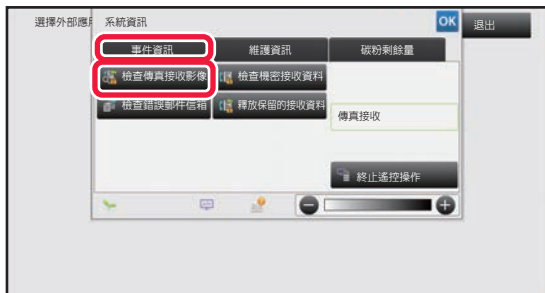 選擇外部應
系統資訊
OK
退出
事件資訊
維護資訊
碳粉剩餘量
檢查傳真接收影像
檢查機密接收資料
檢查錯誤郵件信箱
釋放保留的接收資料
傳真接收
終止遙控操作